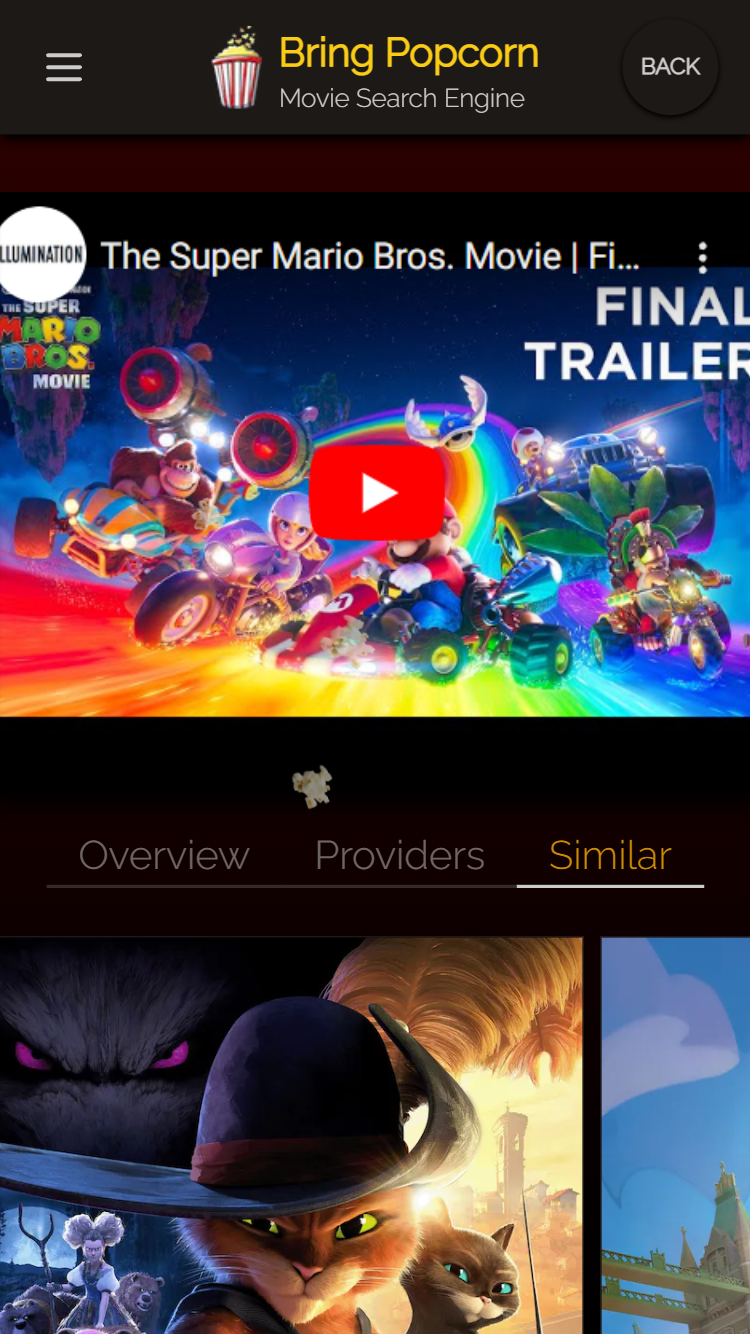 Bring Popcorn
Movie Search Engine
BACK
LLUMINATION
The Super Mario Bros. Movie | Fi...
THE SUPER
MARIO
BROS.
MOVIE
FINAL
TRAILER
Overview
Providers
Similar